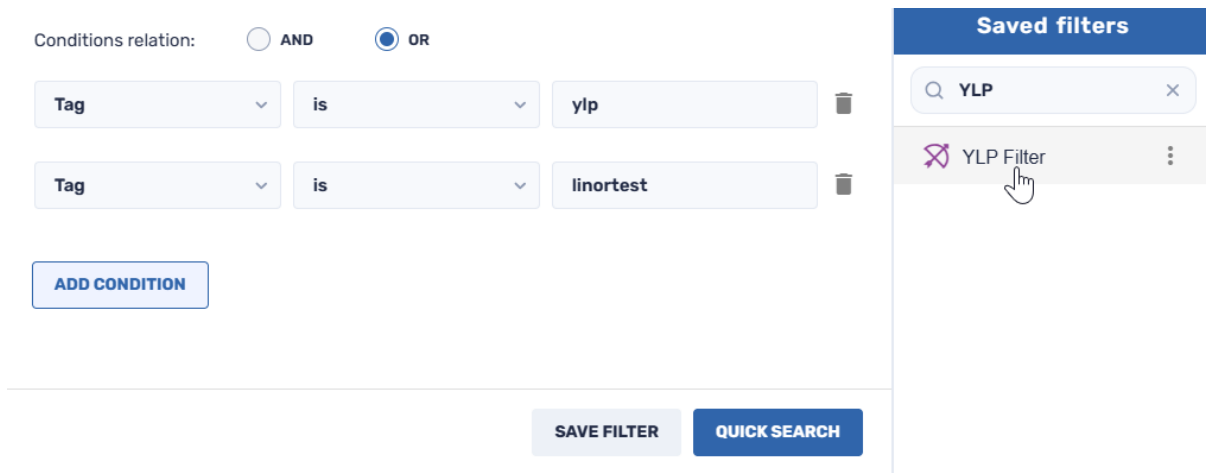 Conditions relation: AND OR
Tag is ylp
Tag is linortest
ADD CONDITION
SAVE FILTER QUICK SEARCH
Saved filters
YLP
YLP Filter